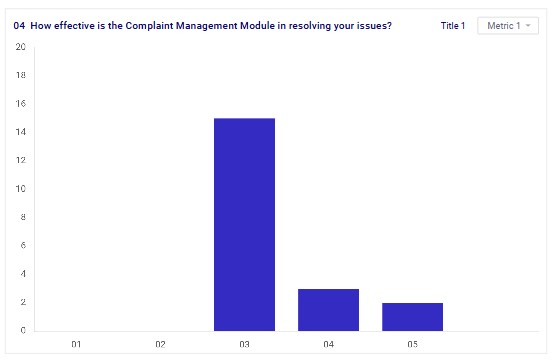 04 How effective is the Complaint Management Module in resolving your issues?
Title 1
Metric 1
20
18
16
14
12
10
8
6
4
2
0
01 02 03 04 05